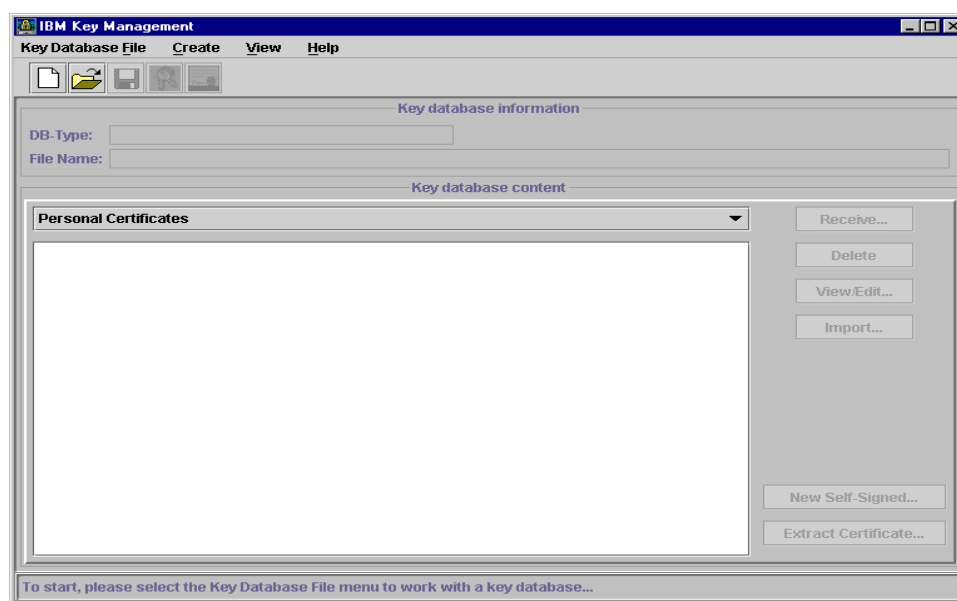 IBM Key Management
Key Database File Create View Help
Key database information
DB-Type:
File Name:
Key database content
Personal Certificates
Receive...
Delete
View/Edit...
Import...
New Self-Signed...
Extract Certificate...
To start, please select the Key Database File menu to work with a key database...